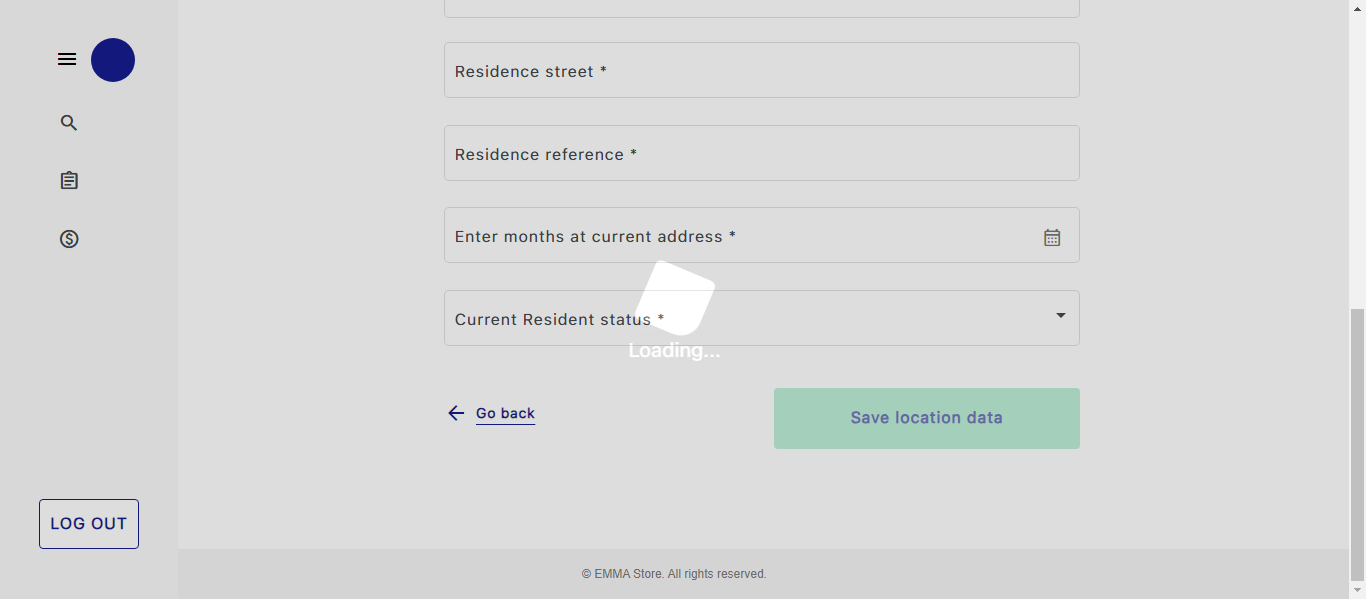 Residence street *
Residence reference *
Enter months at current address *
Current Resident status *
Loading...
Go back
Save location data
LOG OUT
© EMMA Store. All rights reserved.